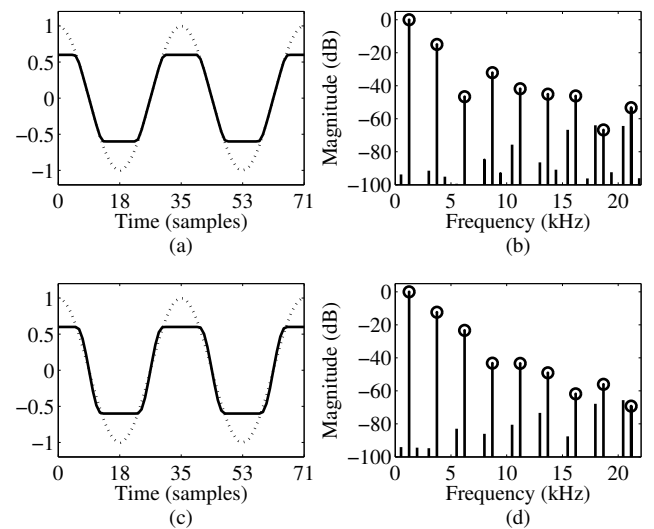 1
0.5
0
−0.5
−1
0 18 35 53 71
Time (samples)
(a)
Magnitude (dB)
0
−20
−40
−60
−80
−100
0 5 10 15 20
Frequency (kHz)
(b)
1
0.5
0
−0.5
−1
0 18 35 53 71
Time (samples)
(c)
Magnitude (dB)
0
−20
−40
−60
−80
−100
0 5 10 15 20
Frequency (kHz)
(d)